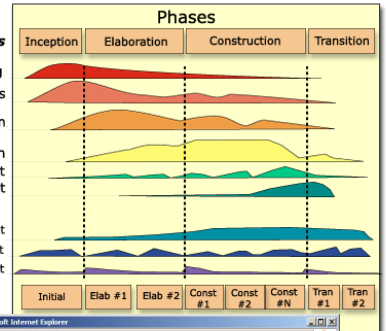 Phases
Inception Elaboration Construction Transition
Initial Elab #1 Elab #2 Const #1 Const #2 Const #N Tran #1 Tran #2
oft Internet Explorer